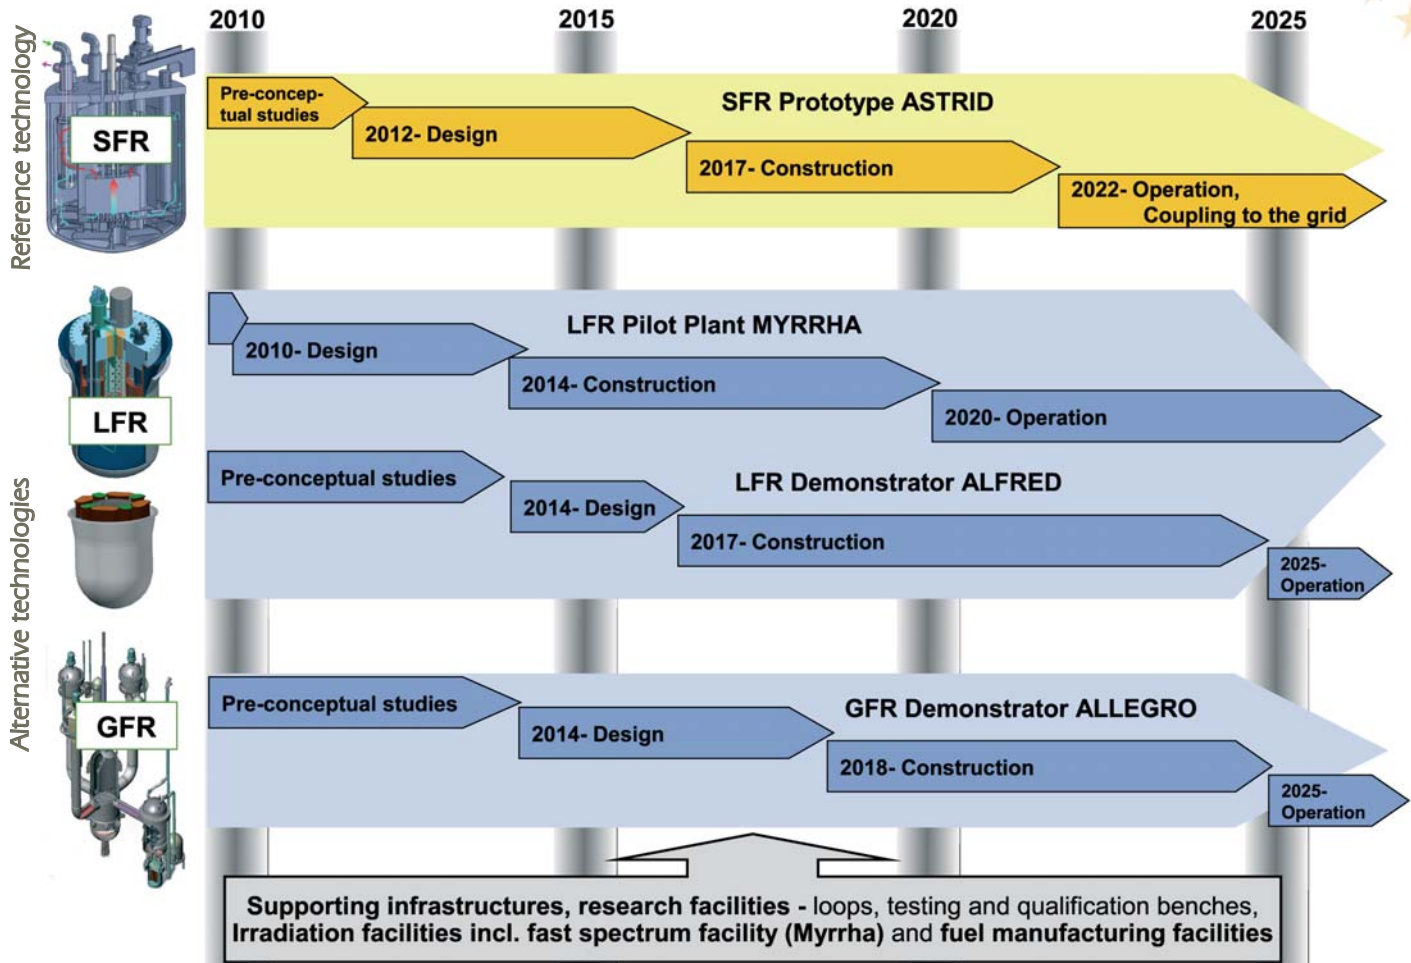 2010
2015
2020
2025
Reference technology
SFR
SFR Prototype ASTRID
Pre-concep-
tual studies
2012- Design
2017- Construction
2022- Operation,
Coupling to the grid
Alternative technologies
LFR
LFR Pilot Plant MYRRHA
2010- Design
2014- Construction
2020- Operation
LFR Demonstrator ALFRED
Pre-conceptual studies
2014- Design
2017- Construction
2025-
Operation
GFR
GFR Demonstrator ALLEGRO
Pre-conceptual studies
2014- Design
2018- Construction
2025-
Operation
Supporting infrastructures, research facilities - loops, testing and qualification benches,
Irradiation facilities incl. fast spectrum facility (Myrrha) and fuel manufacturing facilities